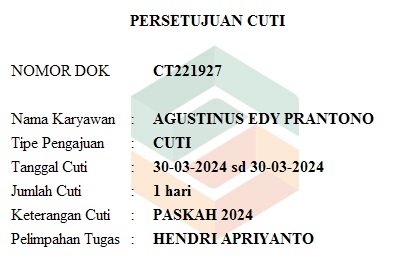 PERSETUJUAN CUTI
NOMOR DOK CT221927
Nama Karyawan : AGUSTINUS EDY PRANTONO
Tipe Pengajuan : CUTI
Tanggal Cuti : 30-03-2024 sd 30-03-2024
Jumlah Cuti : 1 hari
Keterangan Cuti : PASKAH 2024
Pelimpahan Tugas : HENDRI APRIYANTO